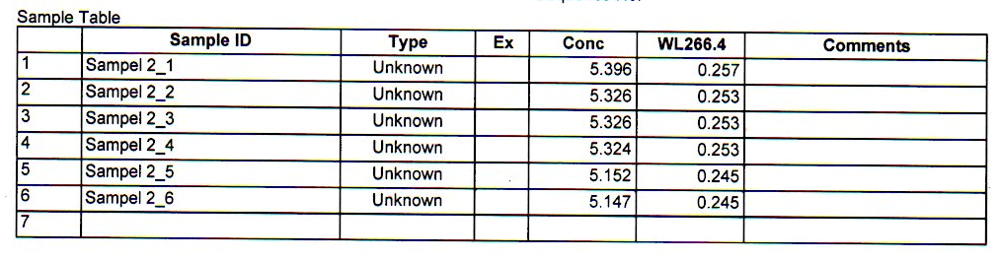 Sample Table
Sample ID Type Ex Conc WL266.4 Comments
1 Sampel 2_1 Unknown 5.396 0.257
2 Sampel 2_2 Unknown 5.326 0.253
3 Sampel 2_3 Unknown 5.326 0.253
4 Sampel 2_4 Unknown 5.324 0.253
5 Sampel 2_5 Unknown 5.152 0.245
6 Sampel 2_6 Unknown 5.147 0.245
7